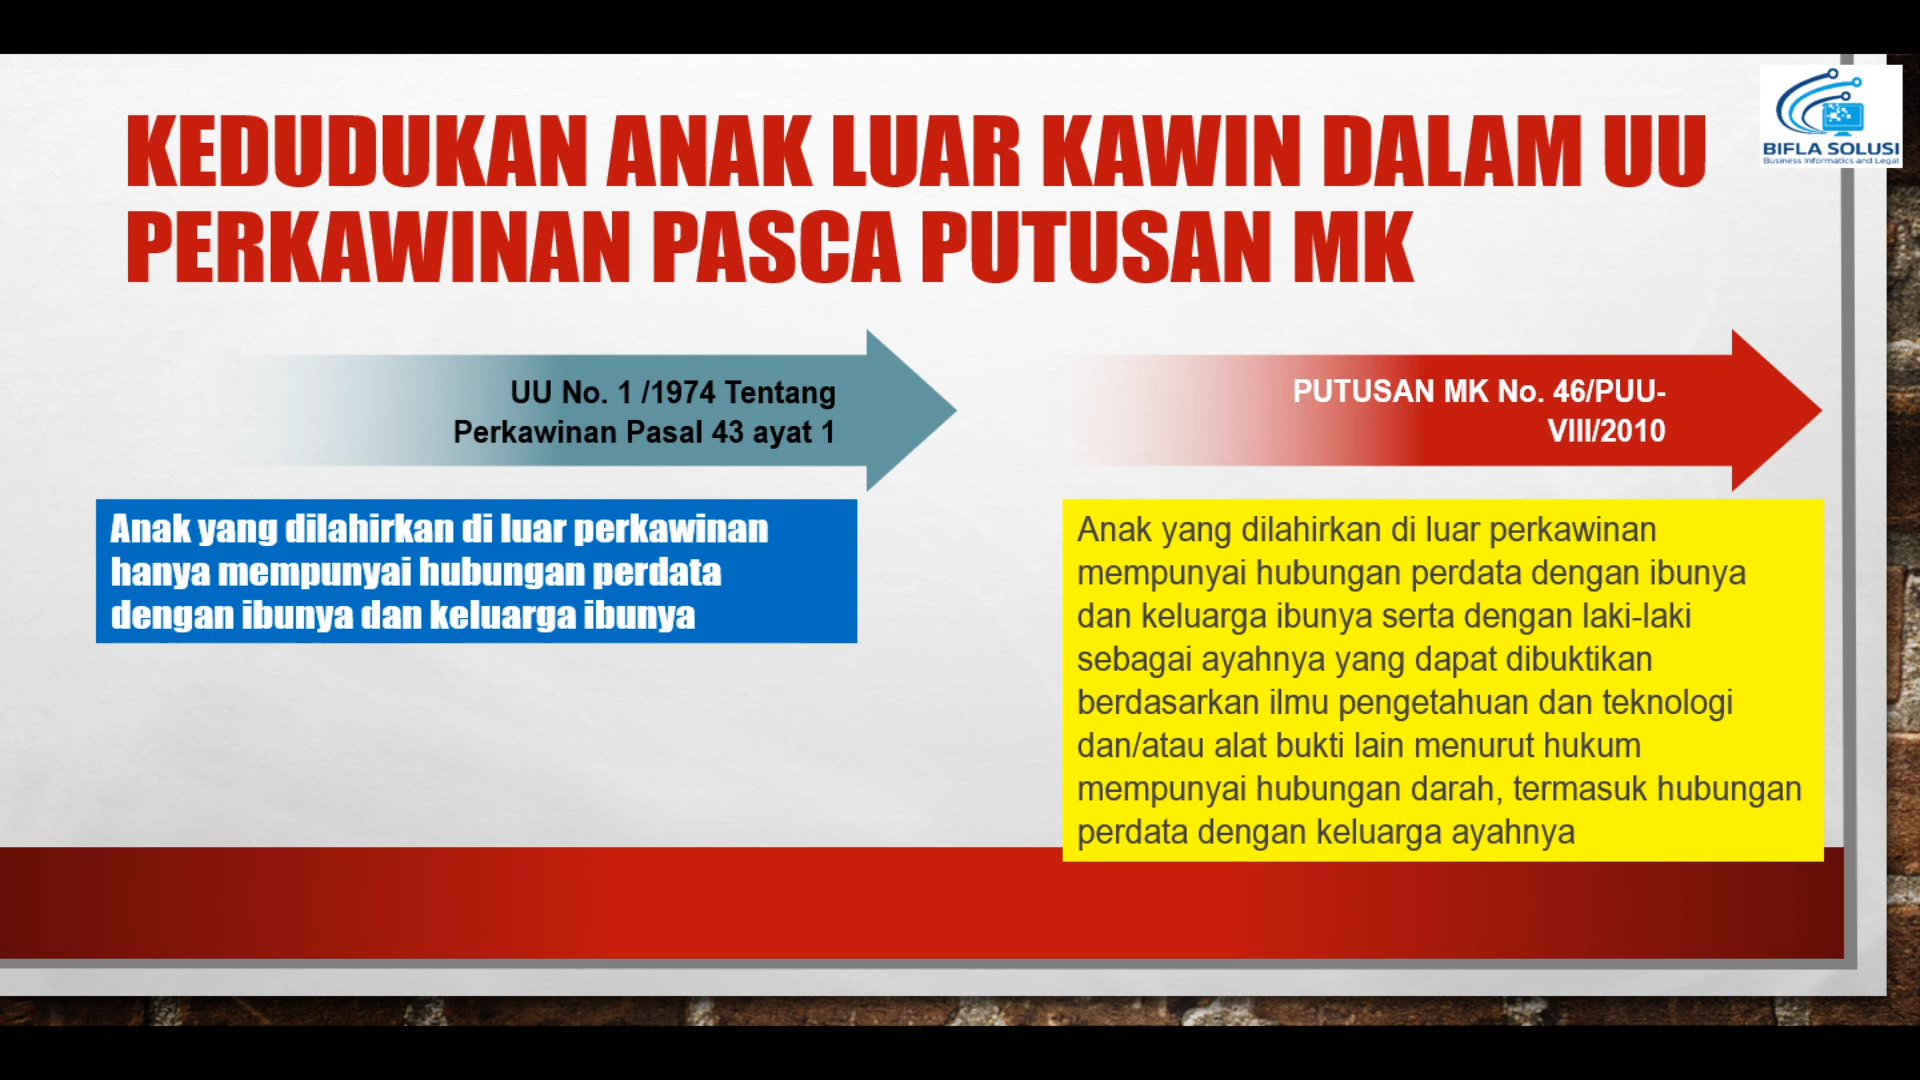 KEDUDUKAN ANAK LUAR KAWIN DALAM UU
PERKAWINAN PASCA PUTUSAN MK
BIFLA SOLUSI
Business Informatics and Legal
UU No. 1 /1974 Tentang
Perkawinan Pasal 43 ayat 1
Anak yang dilahirkan di luar perkawinan
hanya mempunyai hubungan perdata
dengan ibunya dan keluarga ibunya
PUTUSAN MK No. 46/PUU-
VIII/2010
Anak yang dilahirkan di luar perkawinan
mempunyai hubungan perdata dengan ibunya
dan keluarga ibunya serta dengan laki-laki
sebagai ayahnya yang dapat dibuktikan
berdasarkan ilmu pengetahuan dan teknologi
dan/atau alat bukti lain menurut hukum
mempunyai hubungan darah, termasuk hubungan
perdata dengan keluarga ayahnya